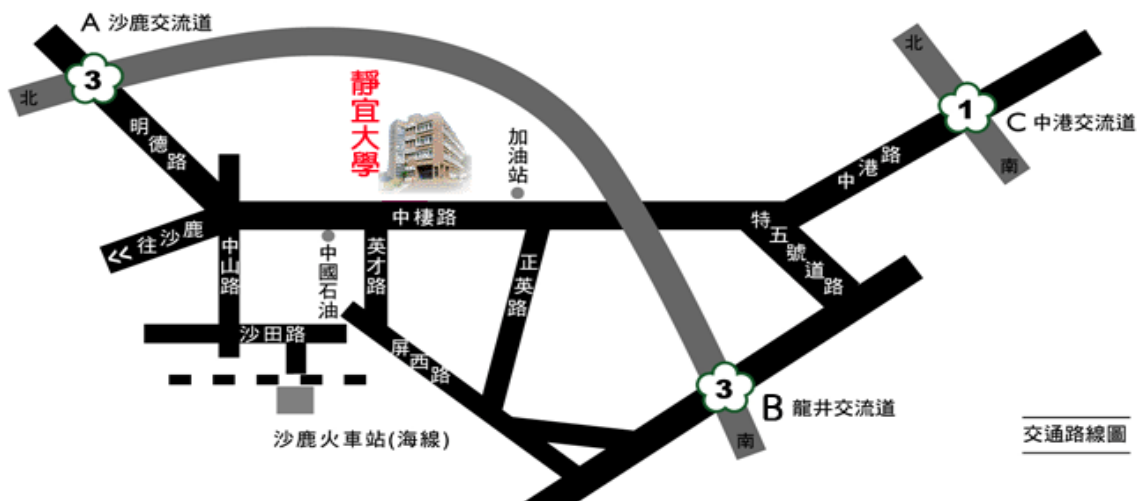 A 沙鹿交流道
3
北
明德路
靜宜大學
加油站
北
1
C 中港交流道
南
中港路
中棲路
特五號道路
<<往沙鹿
中山路
中國石油
英才路
正英路
沙田路
屏西路
3
B 龍井交流道
南
沙鹿火車站(海線)
交通路線圖